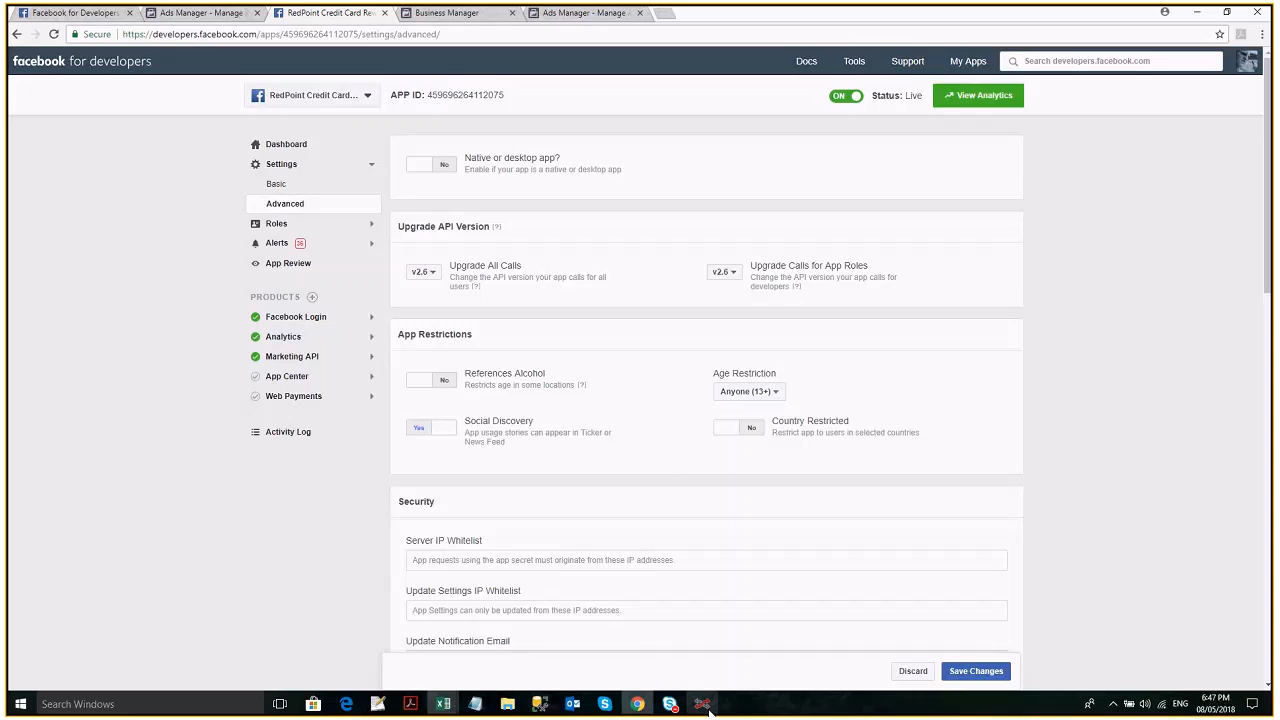 Facebook for Developers
Ads Manager - Manage
RedPoint Credit Card Re
Business Manager
Ads Manager - Manage
Secure
https://developers.facebook.com/apps/459696264112075/settings/advanced/
facebook for developers
Docs
Tools
Support
My Apps
Search developers.facebook.com
RedPoint Credit Card...
APP ID: 459696264112075
ON
Status: Live
View Analytics
Dashboard
Settings
Basic
Advanced
Roles
Alerts
App Review
PRODUCTS
Facebook Login
Analytics
Marketing API
App Center
Web Payments
Activity Log
No
Native or desktop app?
Enable if your app is a native or desktop app
Upgrade API Version [?]
v2.6
Upgrade All Calls
Change the API version your app calls for all
users [?]
v2.6
Upgrade Calls for App Roles
Change the API version your app calls for
developers [?]
App Restrictions
No
References Alcohol
Restricts age in some locations [?]
Age Restriction
Anyone (13+)
Yes
Social Discovery
App usage stories can appear in Ticker or
News Feed
No
Country Restricted
Restrict app to users in selected countries
Security
Server IP Whitelist
App requests using the app secret must originate from these IP addresses.
Update Settings IP Whitelist
App Settings can only be updated from these IP addresses.
Update Notification Email
Discard
Save Changes
Search Windows
ENG
6:47 PM
08/05/2018